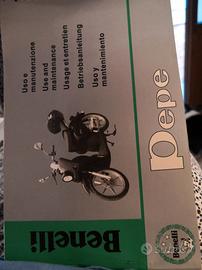 Uso e
manutenzione
Use and
maintenance
Usage et entretien
Betriebsanleitung
Uso y
mantenimiento
Pepe
Benelli
Benelli